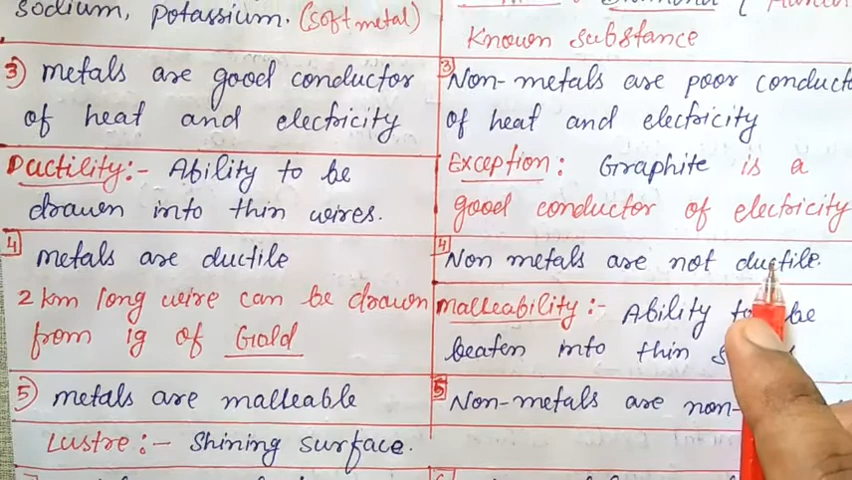 sodium, potassium. (soft metal)
③ metals are good conductor
of heat and electricity
Ductility:- Ability to be
drawn into thin wires.
4 metals are ductile
2 km long wire can be drawn
from 1g of Gold
⑤ metals are malleable
Lustre:- Shining surface.
Known substance
3 Non-metals are poor
of heat and electricity
Exception: Graphite is a
good conductor of electricity
4 Non metals are not ductile.
malleability:- Ability to be
beaten into thin
5 Non-metals are non-